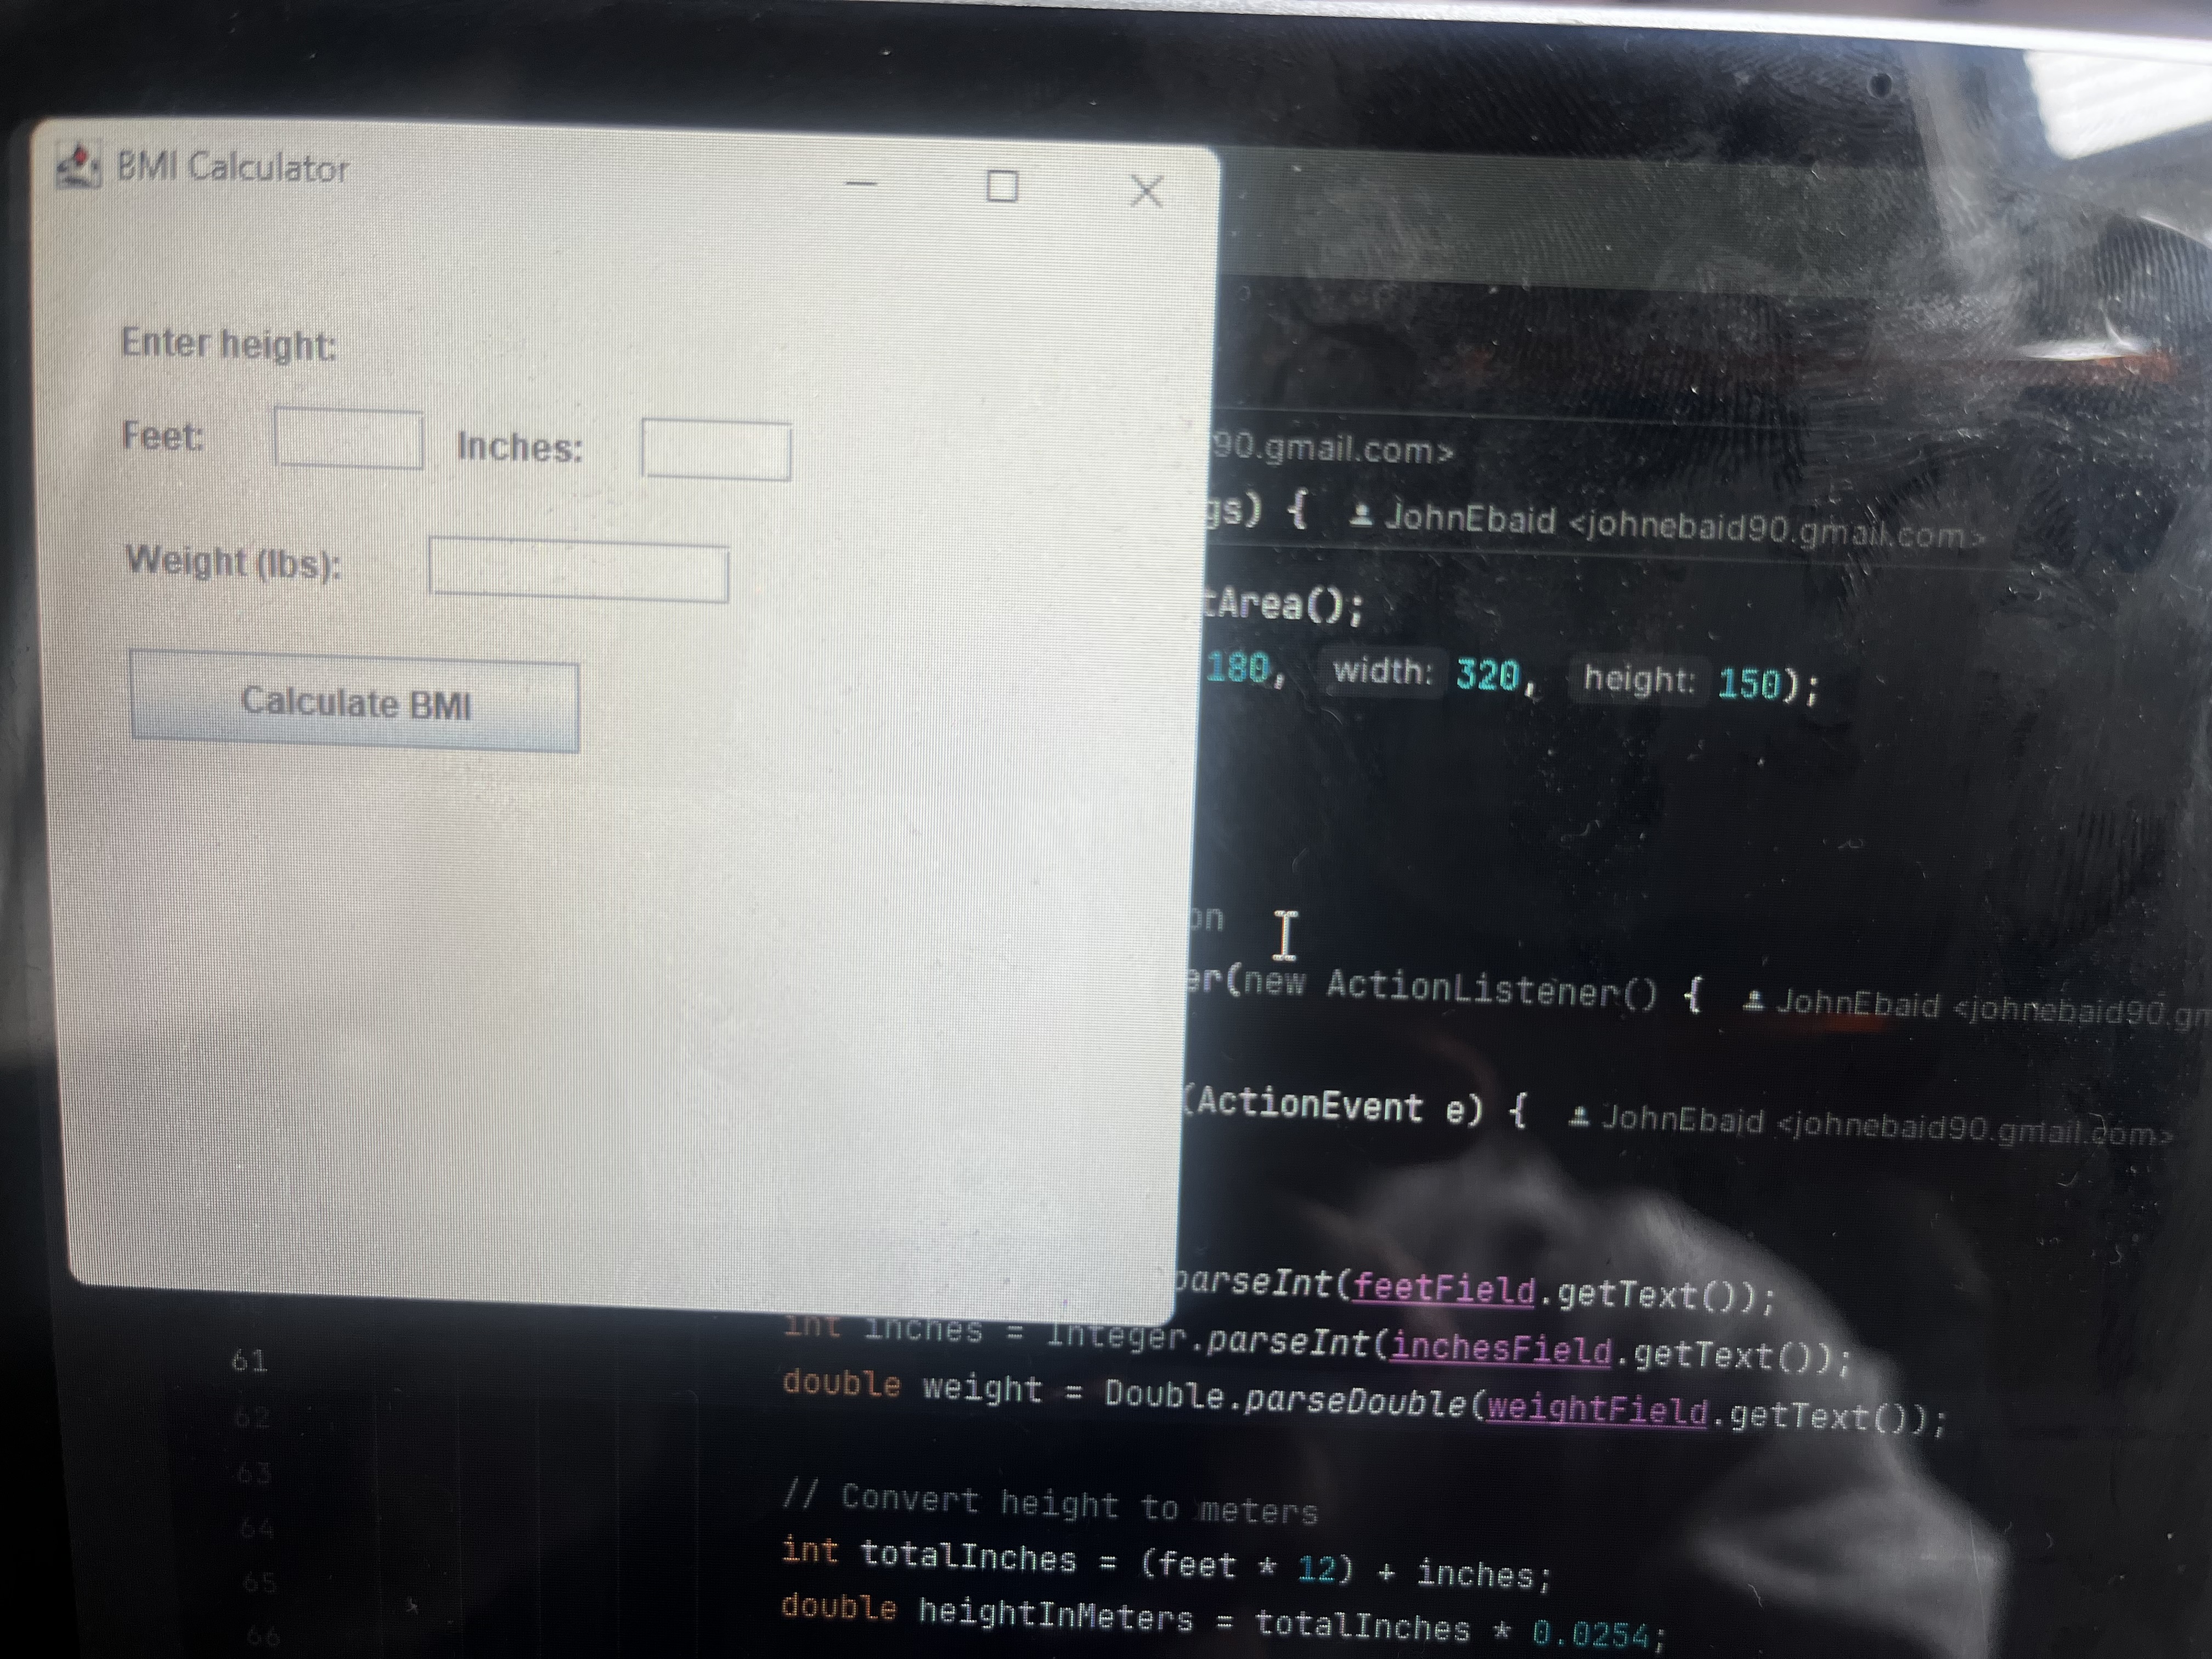 BMI Calculator
Enter height:
Feet: Inches:
Weight (lbs):
Calculate BMI
90.gmail.com>
gs) { JohnEbaid <johnebaid90.gmail.com>
tArea();
180, width: 320, height: 150);
on
er(new ActionListener() { JohnEbaid <johnebaid90.gm
(ActionEvent e) { JohnEbaid <johnebaid90.gmail.com>
parseInt(feetField.getText());
int inches = Integer.parseInt(inchesField.getText());
61 double weight = Double.parseDouble(weightField.getText());
62
63 // Convert height to meters
64 int totalInches = (feet * 12) + inches;
65 double heightInMeters = totalInches * 0.0254;
66